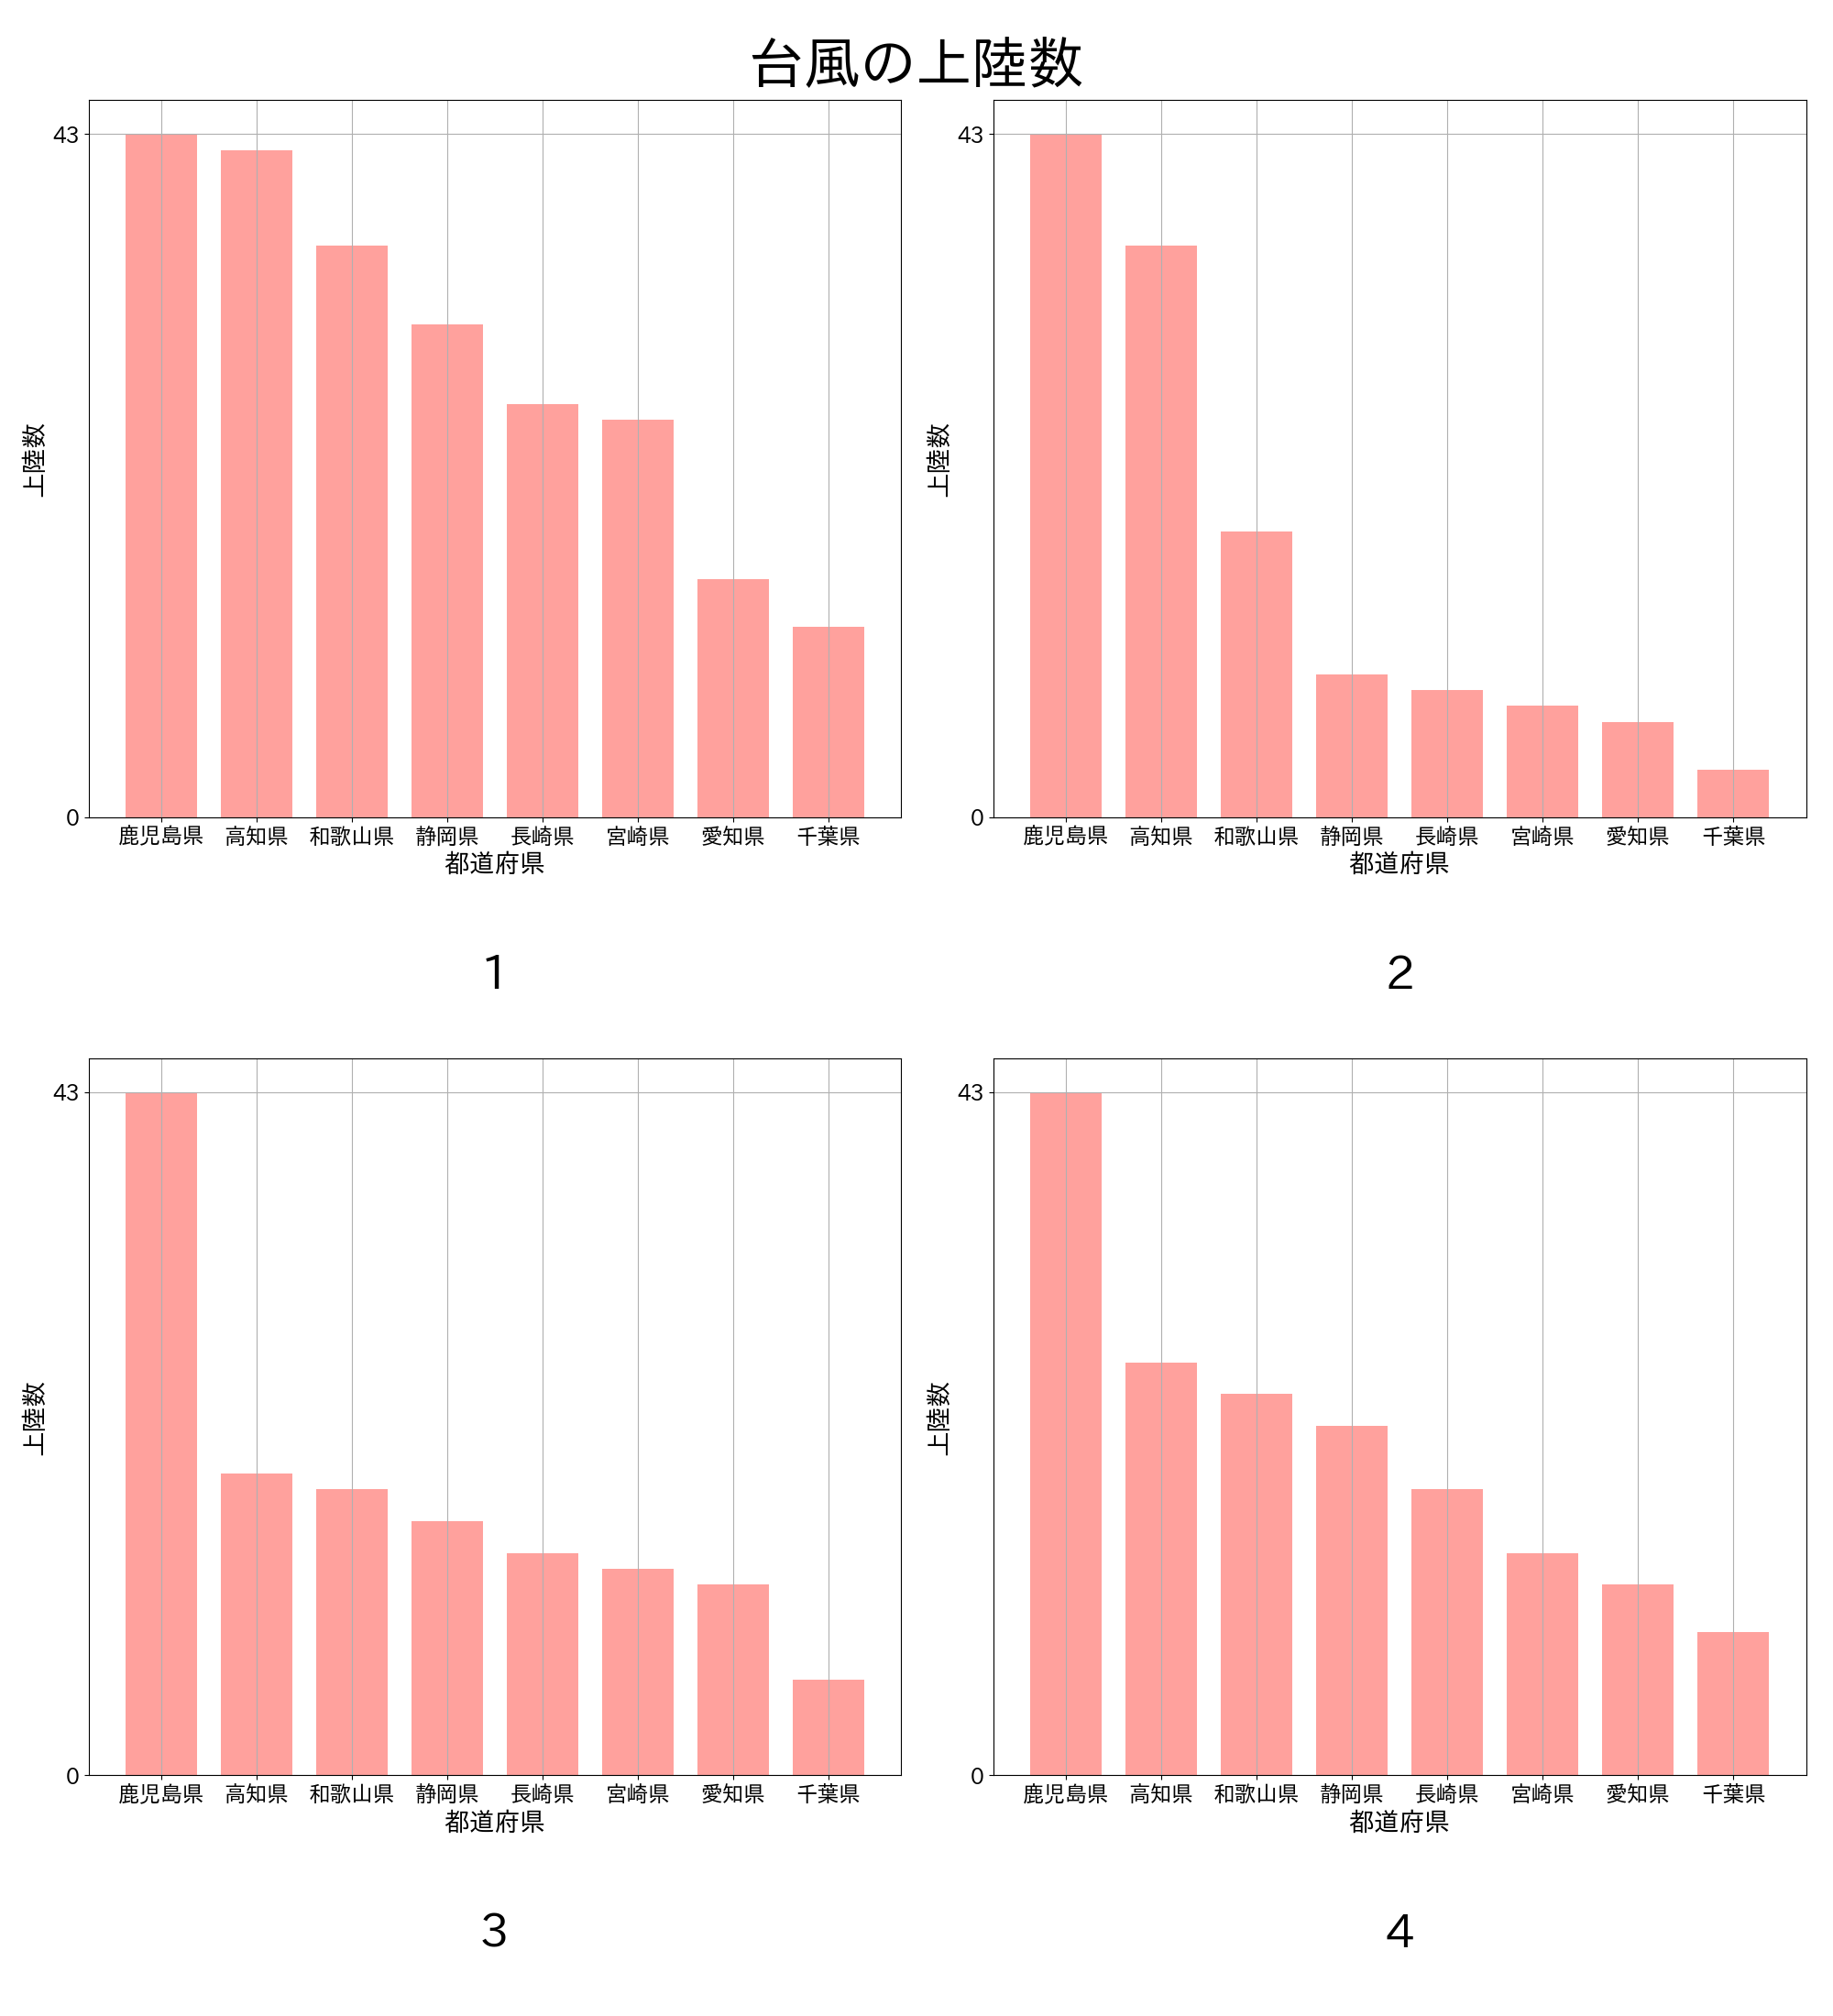 台風の上陸数
43
0
上陸数
鹿児島県 高知県 和歌山県 静岡県 長崎県 宮崎県 愛知県 千葉県
都道府県
1
43
0
上陸数
鹿児島県 高知県 和歌山県 静岡県 長崎県 宮崎県 愛知県 千葉県
都道府県
2
43
0
上陸数
鹿児島県 高知県 和歌山県 静岡県 長崎県 宮崎県 愛知県 千葉県
都道府県
3
43
0
上陸数
鹿児島県 高知県 和歌山県 静岡県 長崎県 宮崎県 愛知県 千葉県
都道府県
4